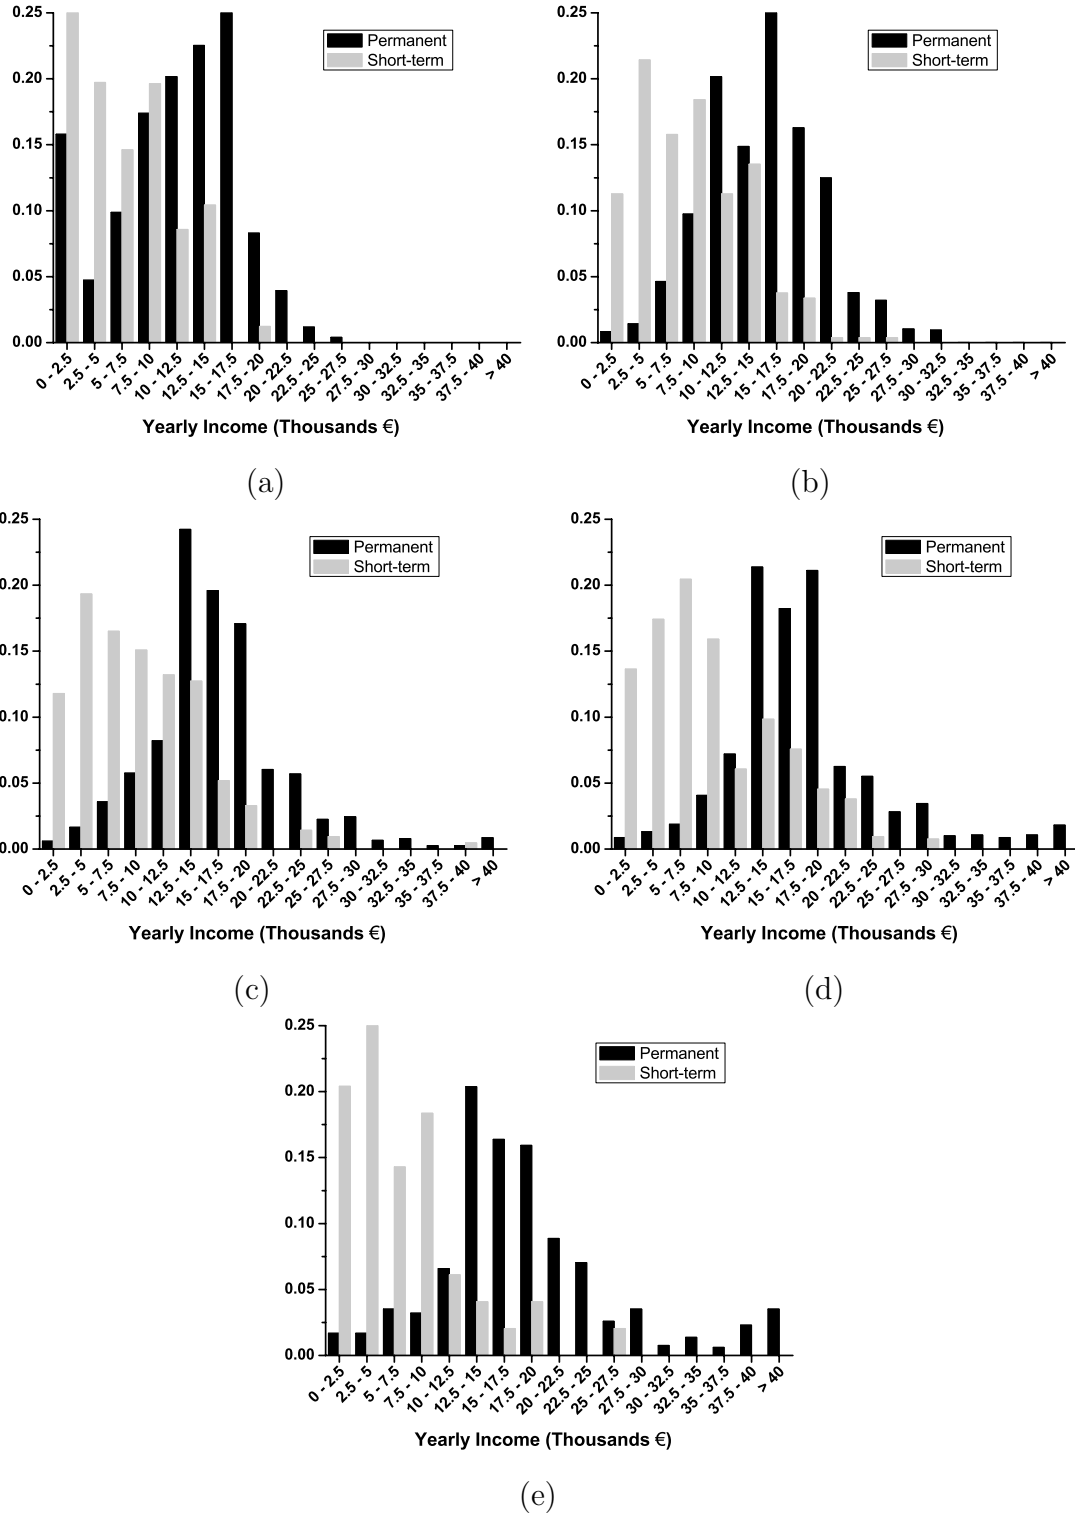 0.25
0.20
0.15
0.10
0.05
0.00
Permanent
Short-term
0 - 2.5
2.5 - 5
5 - 7.5
7.5 - 10
10 - 12.5
12.5 - 15
15 - 17.5
17.5 - 20
20 - 22.5
22.5 - 25
25 - 27.5
27.5 - 30
30 - 32.5
32.5 - 35
35 - 37.5
37.5 - 40
> 40
Yearly Income (Thousands €)
(a)
0.25
0.20
0.15
0.10
0.05
0.00
Permanent
Short-term
0 - 2.5
2.5 - 5
5 - 7.5
7.5 - 10
10 - 12.5
12.5 - 15
15 - 17.5
17.5 - 20
20 - 22.5
22.5 - 25
25 - 27.5
27.5 - 30
30 - 32.5
32.5 - 35
35 - 37.5
37.5 - 40
> 40
Yearly Income (Thousands €)
(b)
0.25
0.20
0.15
0.10
0.05
0.00
Permanent
Short-term
0 - 2.5
2.5 - 5
5 - 7.5
7.5 - 10
10 - 12.5
12.5 - 15
15 - 17.5
17.5 - 20
20 - 22.5
22.5 - 25
25 - 27.5
27.5 - 30
30 - 32.5
32.5 - 35
35 - 37.5
37.5 - 40
> 40
Yearly Income (Thousands €)
(c)
0.25
0.20
0.15
0.10
0.05
0.00
Permanent
Short-term
0 - 2.5
2.5 - 5
5 - 7.5
7.5 - 10
10 - 12.5
12.5 - 15
15 - 17.5
17.5 - 20
20 - 22.5
22.5 - 25
25 - 27.5
27.5 - 30
30 - 32.5
32.5 - 35
35 - 37.5
37.5 - 40
> 40
Yearly Income (Thousands €)
(d)
0.25
0.20
0.15
0.10
0.05
0.00
Permanent
Short-term
0 - 2.5
2.5 - 5
5 - 7.5
7.5 - 10
10 - 12.5
12.5 - 15
15 - 17.5
17.5 - 20
20 - 22.5
22.5 - 25
25 - 27.5
27.5 - 30
30 - 32.5
32.5 - 35
35 - 37.5
37.5 - 40
> 40
Yearly Income (Thousands €)
(e)